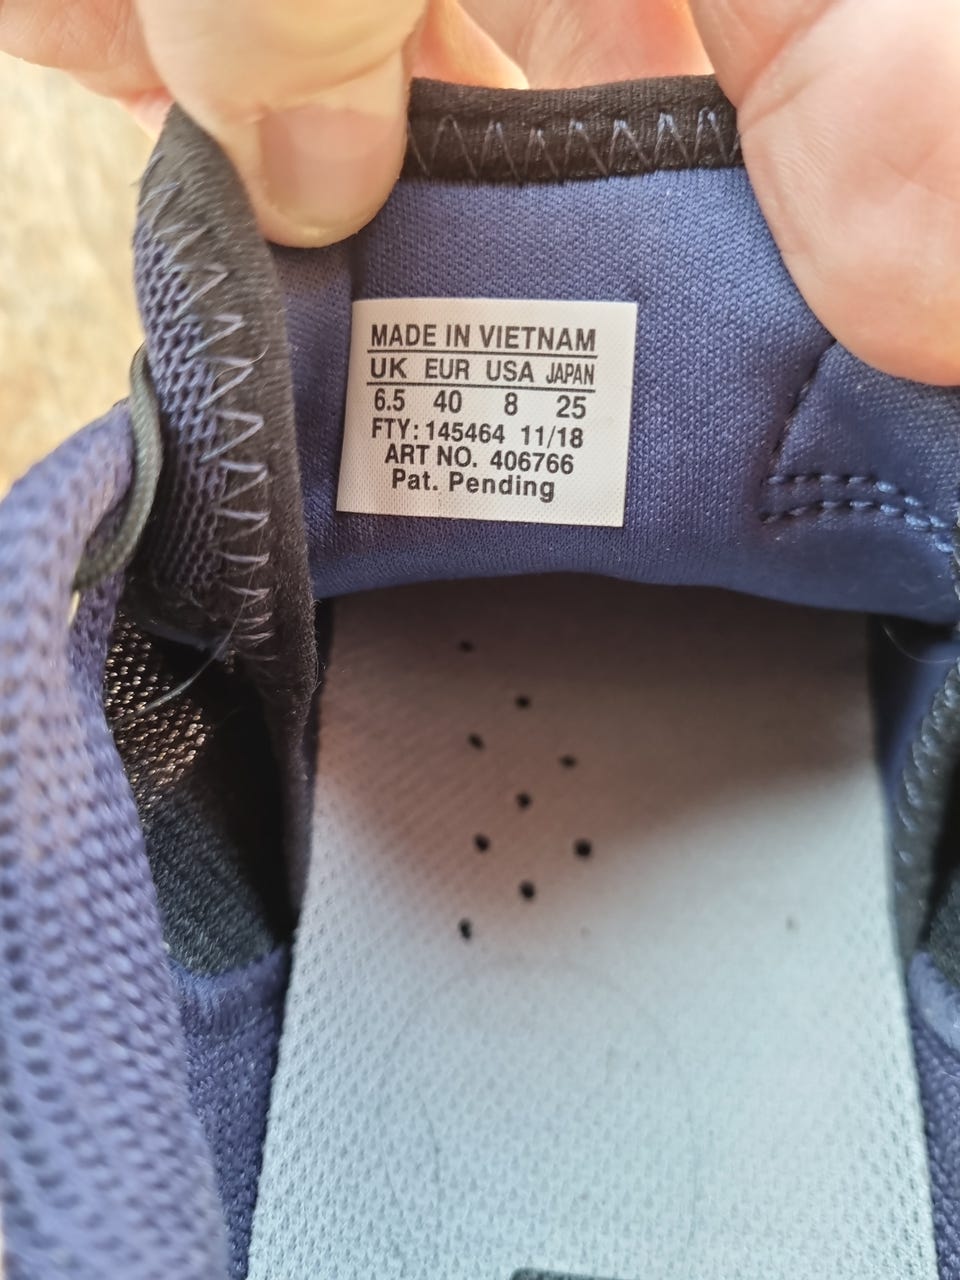 MADE IN VIETNAM
UK EUR USA JAPAN
6.5 40 8 25
FTY: 145464 11/18
ART NO. 406766
Pat. Pending